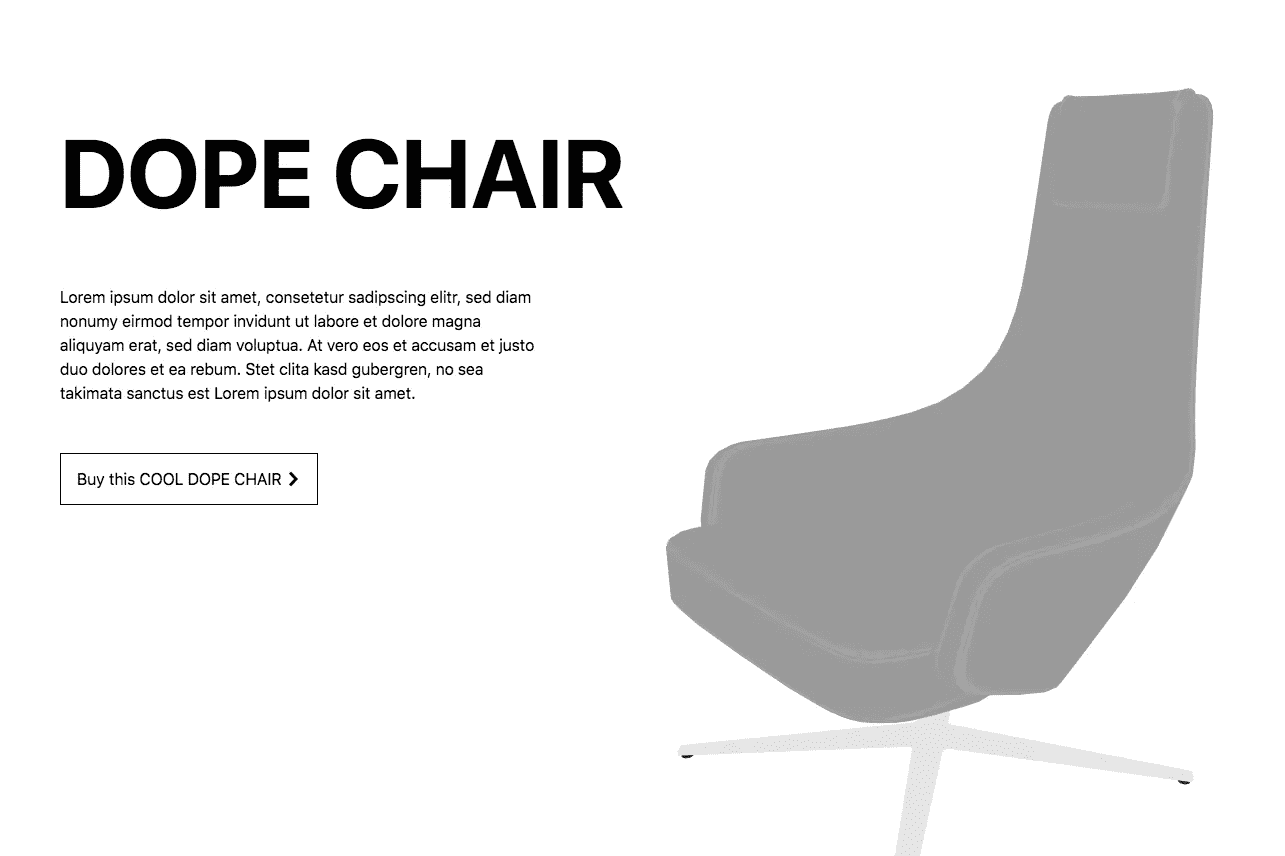 DOPE CHAIR
Lorem ipsum dolor sit amet, consetetur sadipscing elitr, sed diam
nonumy eirmod tempor invidunt ut labore et dolore magna
aliquyam erat, sed diam voluptua. At vero eos et accusam et justo
duo dolores et ea rebum. Stet clita kasd gubergren, no sea
takimata sanctus est Lorem ipsum dolor sit amet.
Buy this COOL DOPE CHAIR